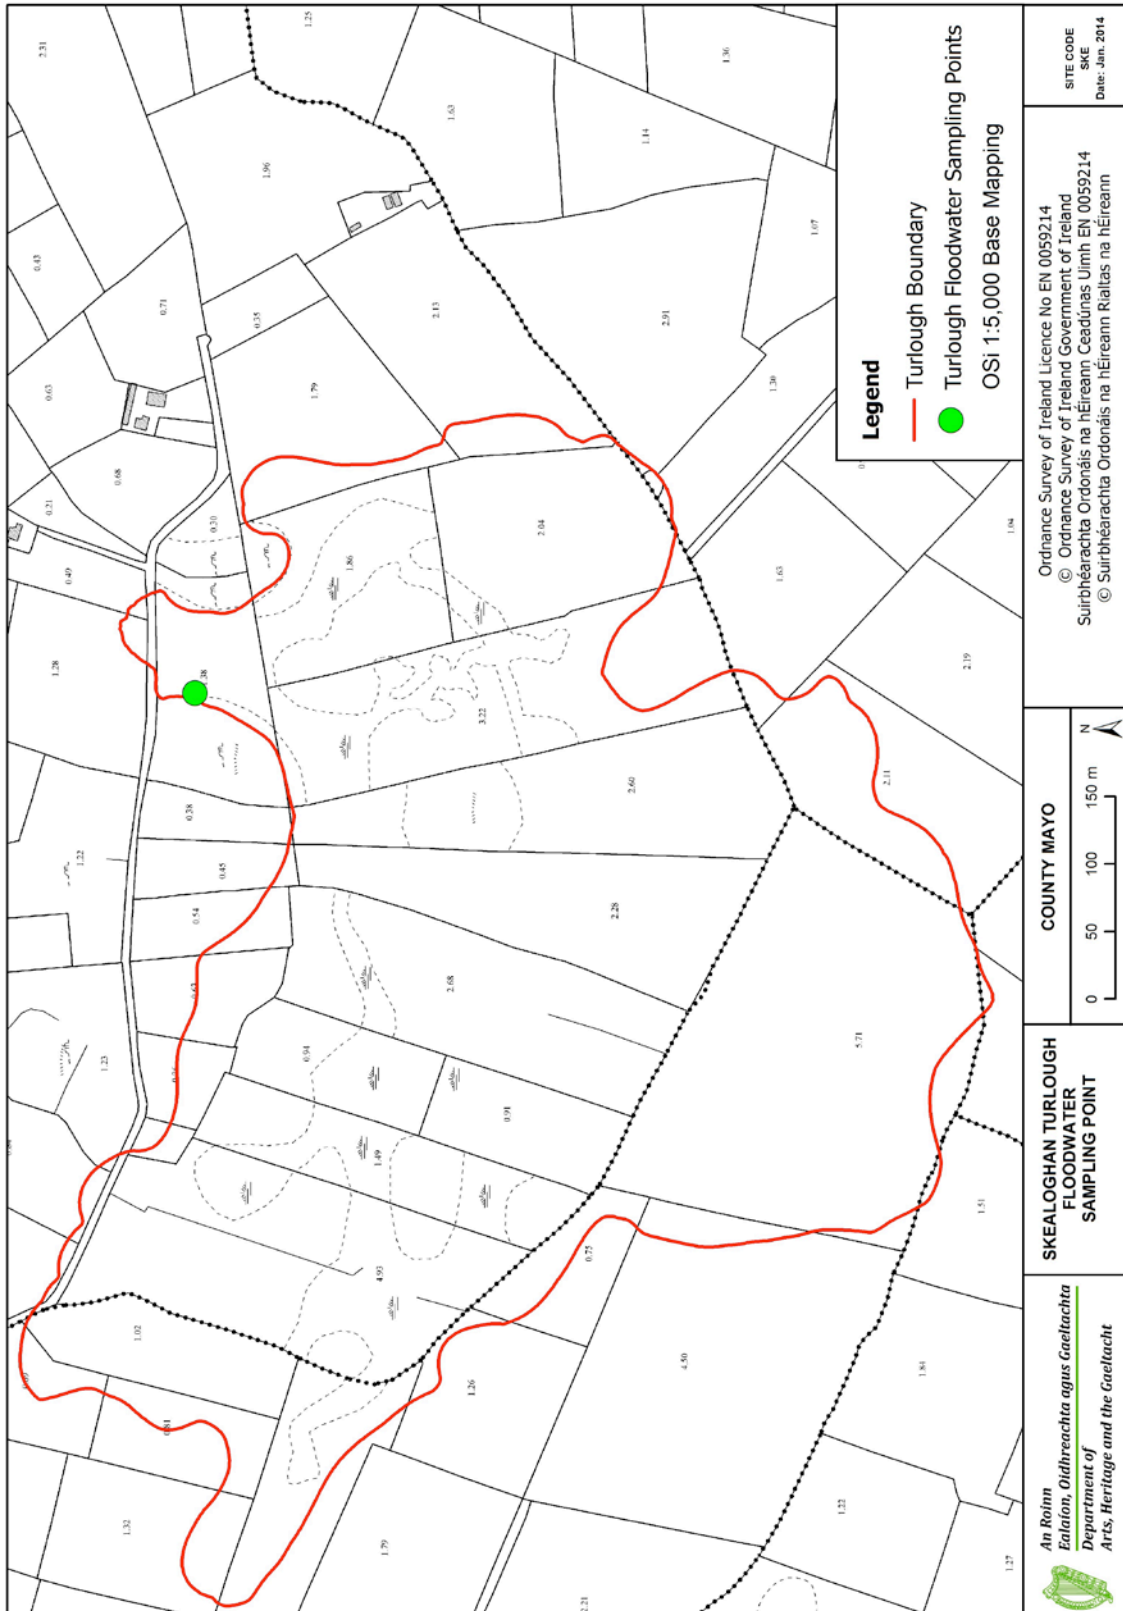 2.31
1.25
0.43
1.96
1.63
1.36
1.14
0.71
0.35
0.63
2.13
1.07
2.91
0.21
0.68
1.79
1.30
0.49
0.30
1.86
2.04
1.63
1.04
1.28
3.22
2.19
1.22
0.38
2.60
2.11
0.45
0.54
2.28
2.68
1.23
0.94
5.71
0.91
1.49
1.51
4.93
0.75
1.02
1.26
4.50
1.84
0.81
1.32
1.79
1.22
2.21
1.27
Legend
Turlough Boundary
Turlough Floodwater Sampling Points
OSi 1:5,000 Base Mapping
An Roinn
Ealaíon, Oidhreachta agus Gaeltachta
Department of
Arts, Heritage and the Gaeltacht
SKEALOGHAN TURLOUGH
FLOODWATER
SAMPLING POINT
COUNTY MAYO
0 50 100 150 m
N
Ordnance Survey of Ireland Licence No EN 0059214
© Ordnance Survey of Ireland Government of Ireland
Suirbhéarachta Ordonáis na hÉireann Ceadúnas Uimh EN 0059214
© Suirbhéarachta Ordonáis na hÉireann Rialtas na hÉireann
SITE CODE
SKE
Date: Jan. 2014